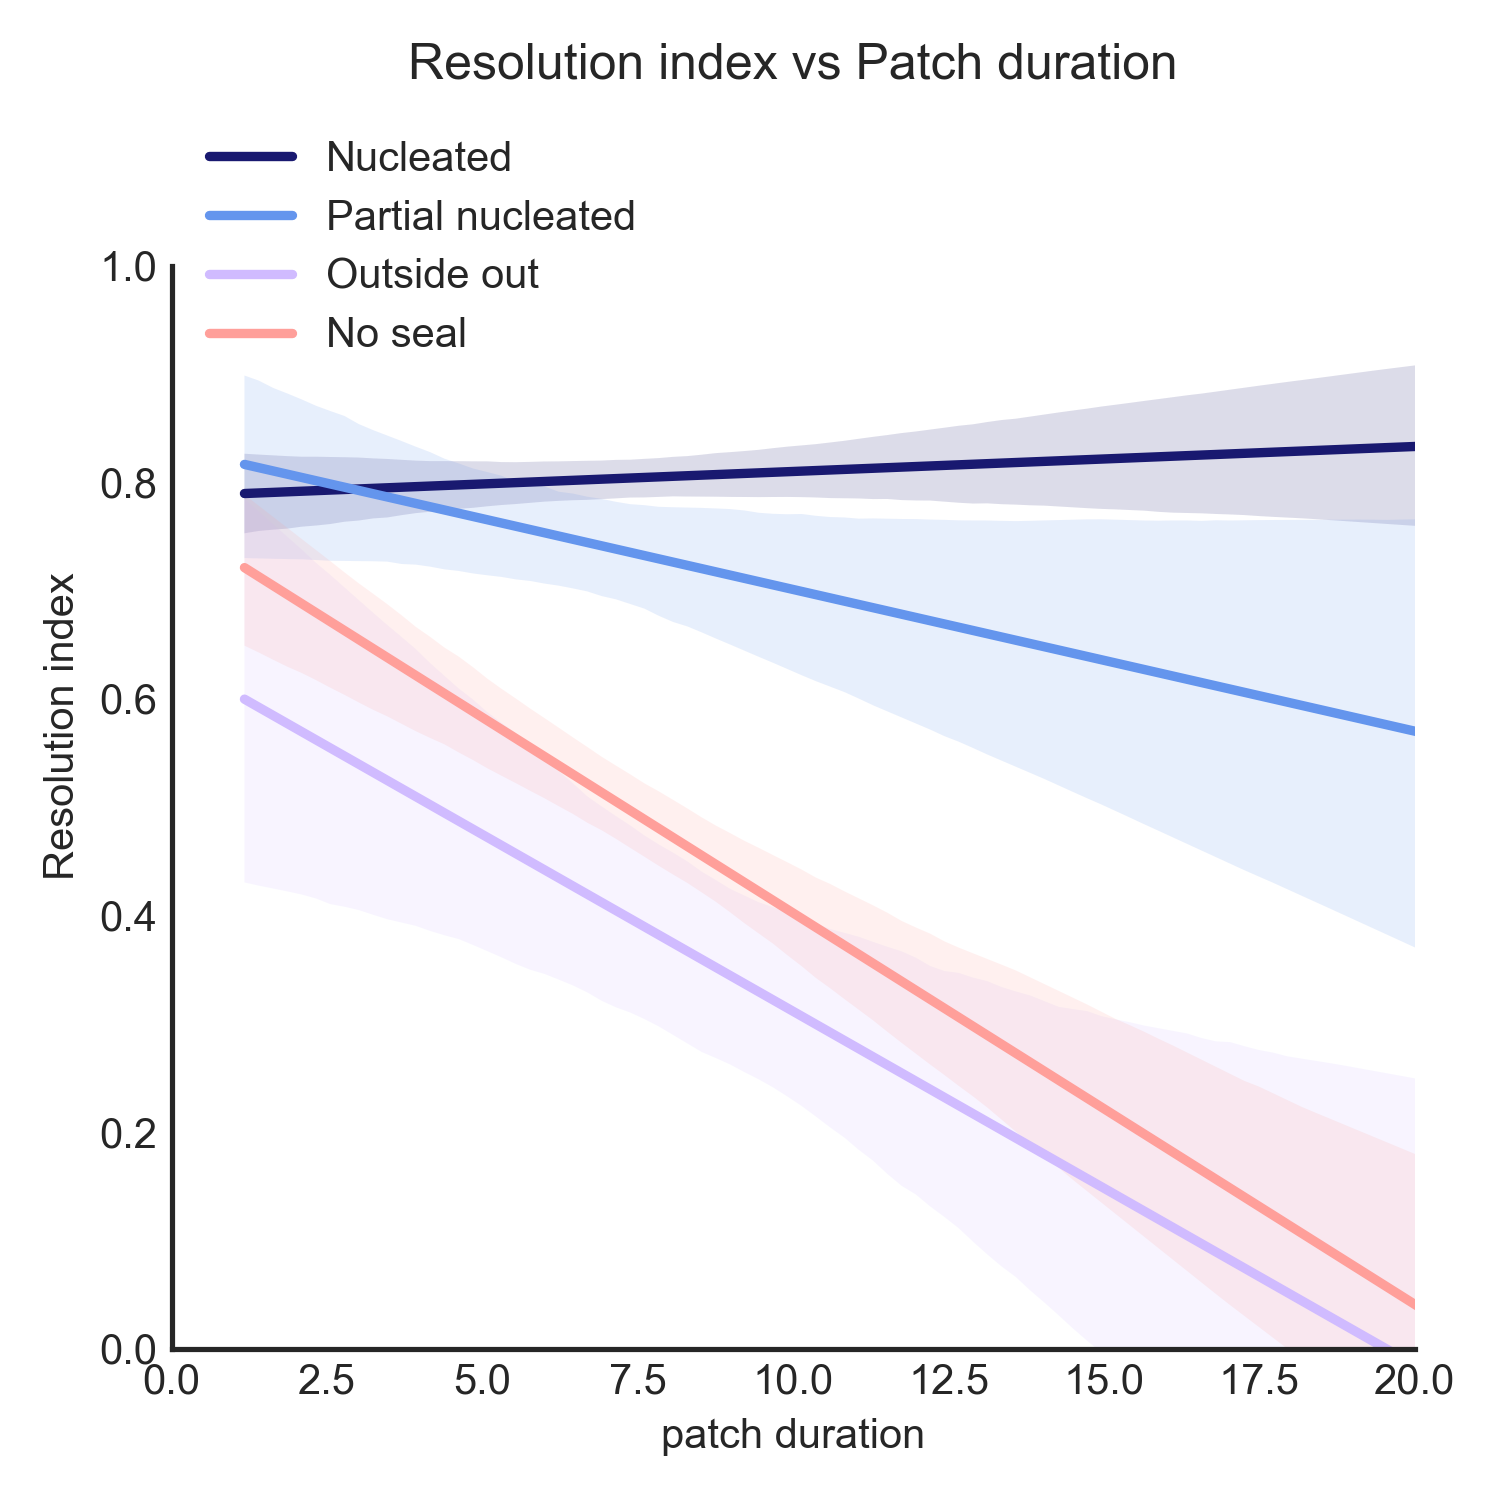 Resolution index vs Patch duration
Nucleated
Partial nucleated
Outside out
No seal
1.0
0.8
0.6
0.4
0.2
0.0
Resolution index
0.0 2.5 5.0 7.5 10.0 12.5 15.0 17.5 20.0
patch duration